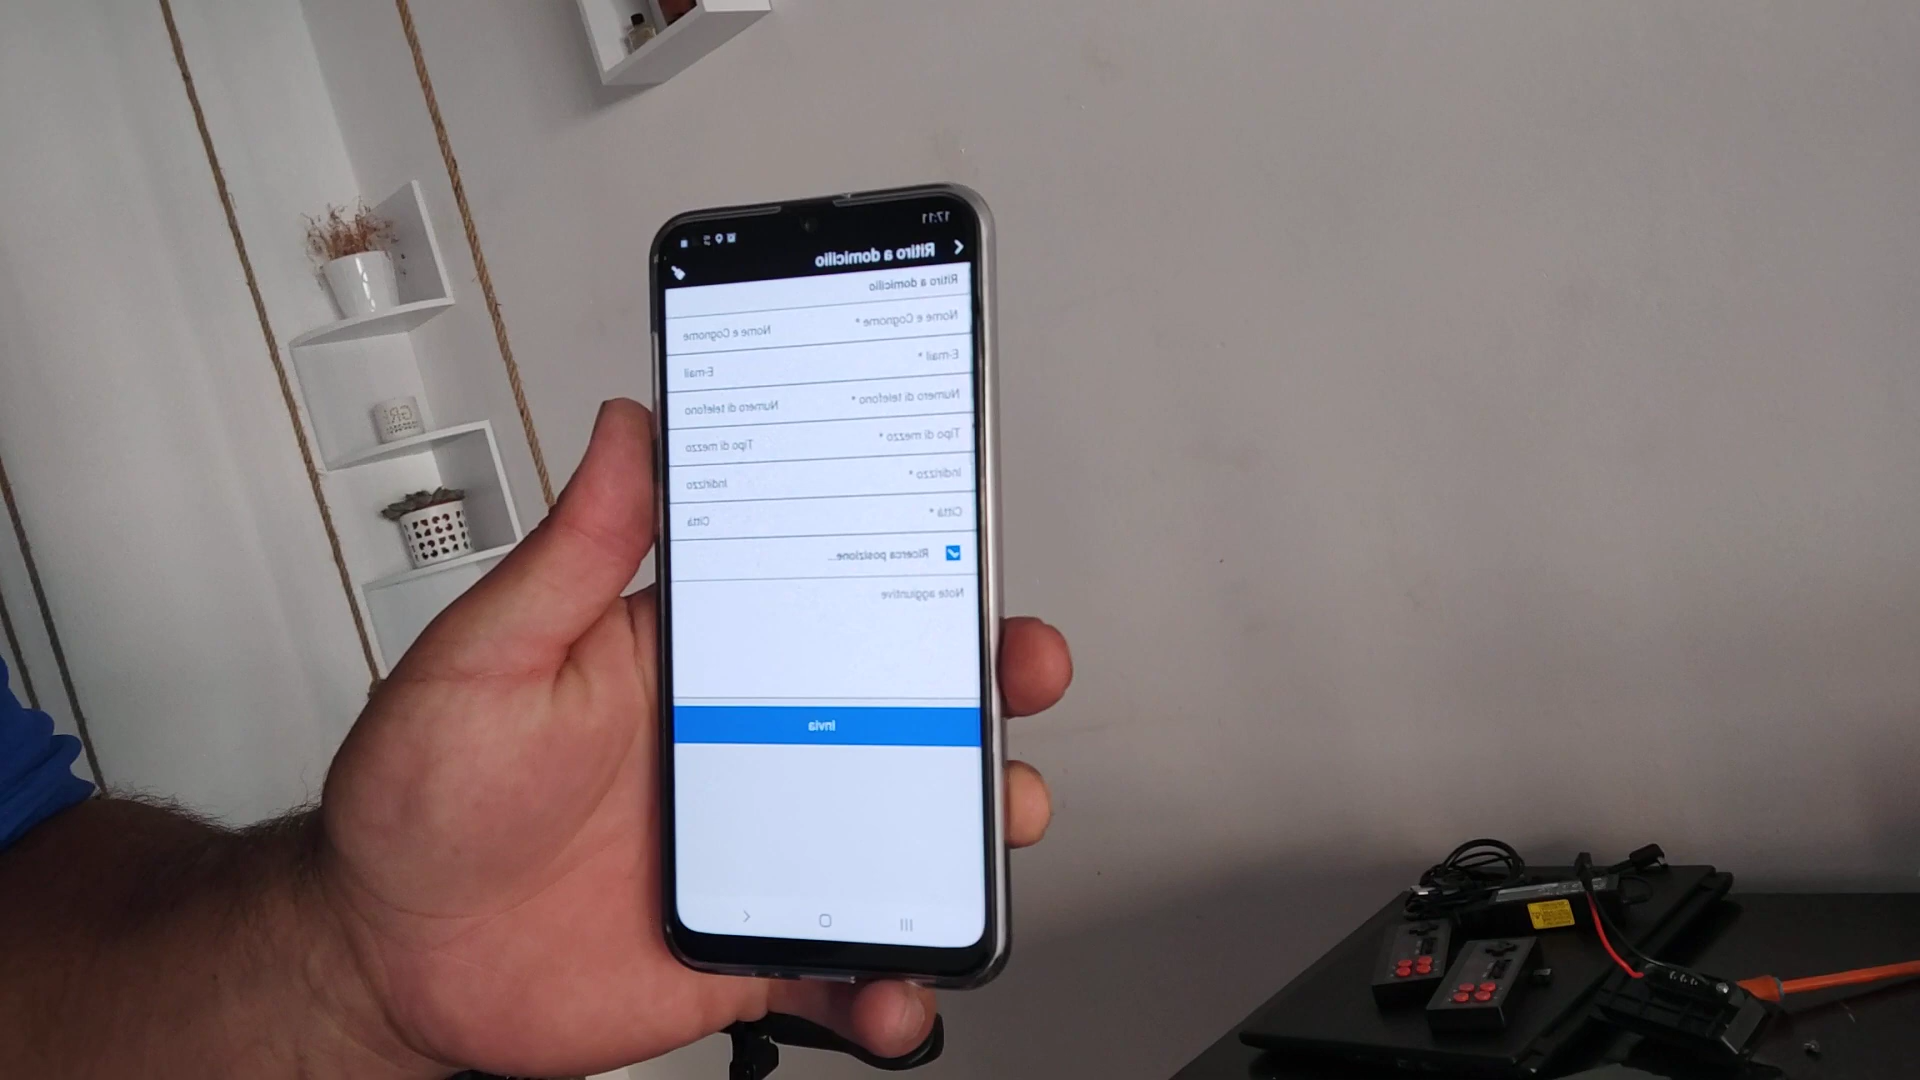 17:11
Ritiro a domicilio
Ritiro a domicilio
Nome e Cognome * Nome e Cognome
E-mail * E-mail
Numero di telefono * Numero di telefono
Tipo di mezzo * Tipo di mezzo
Indirizzo * Indirizzo
Città * Città
Ricerca posizione...
Note aggiuntive
Invia